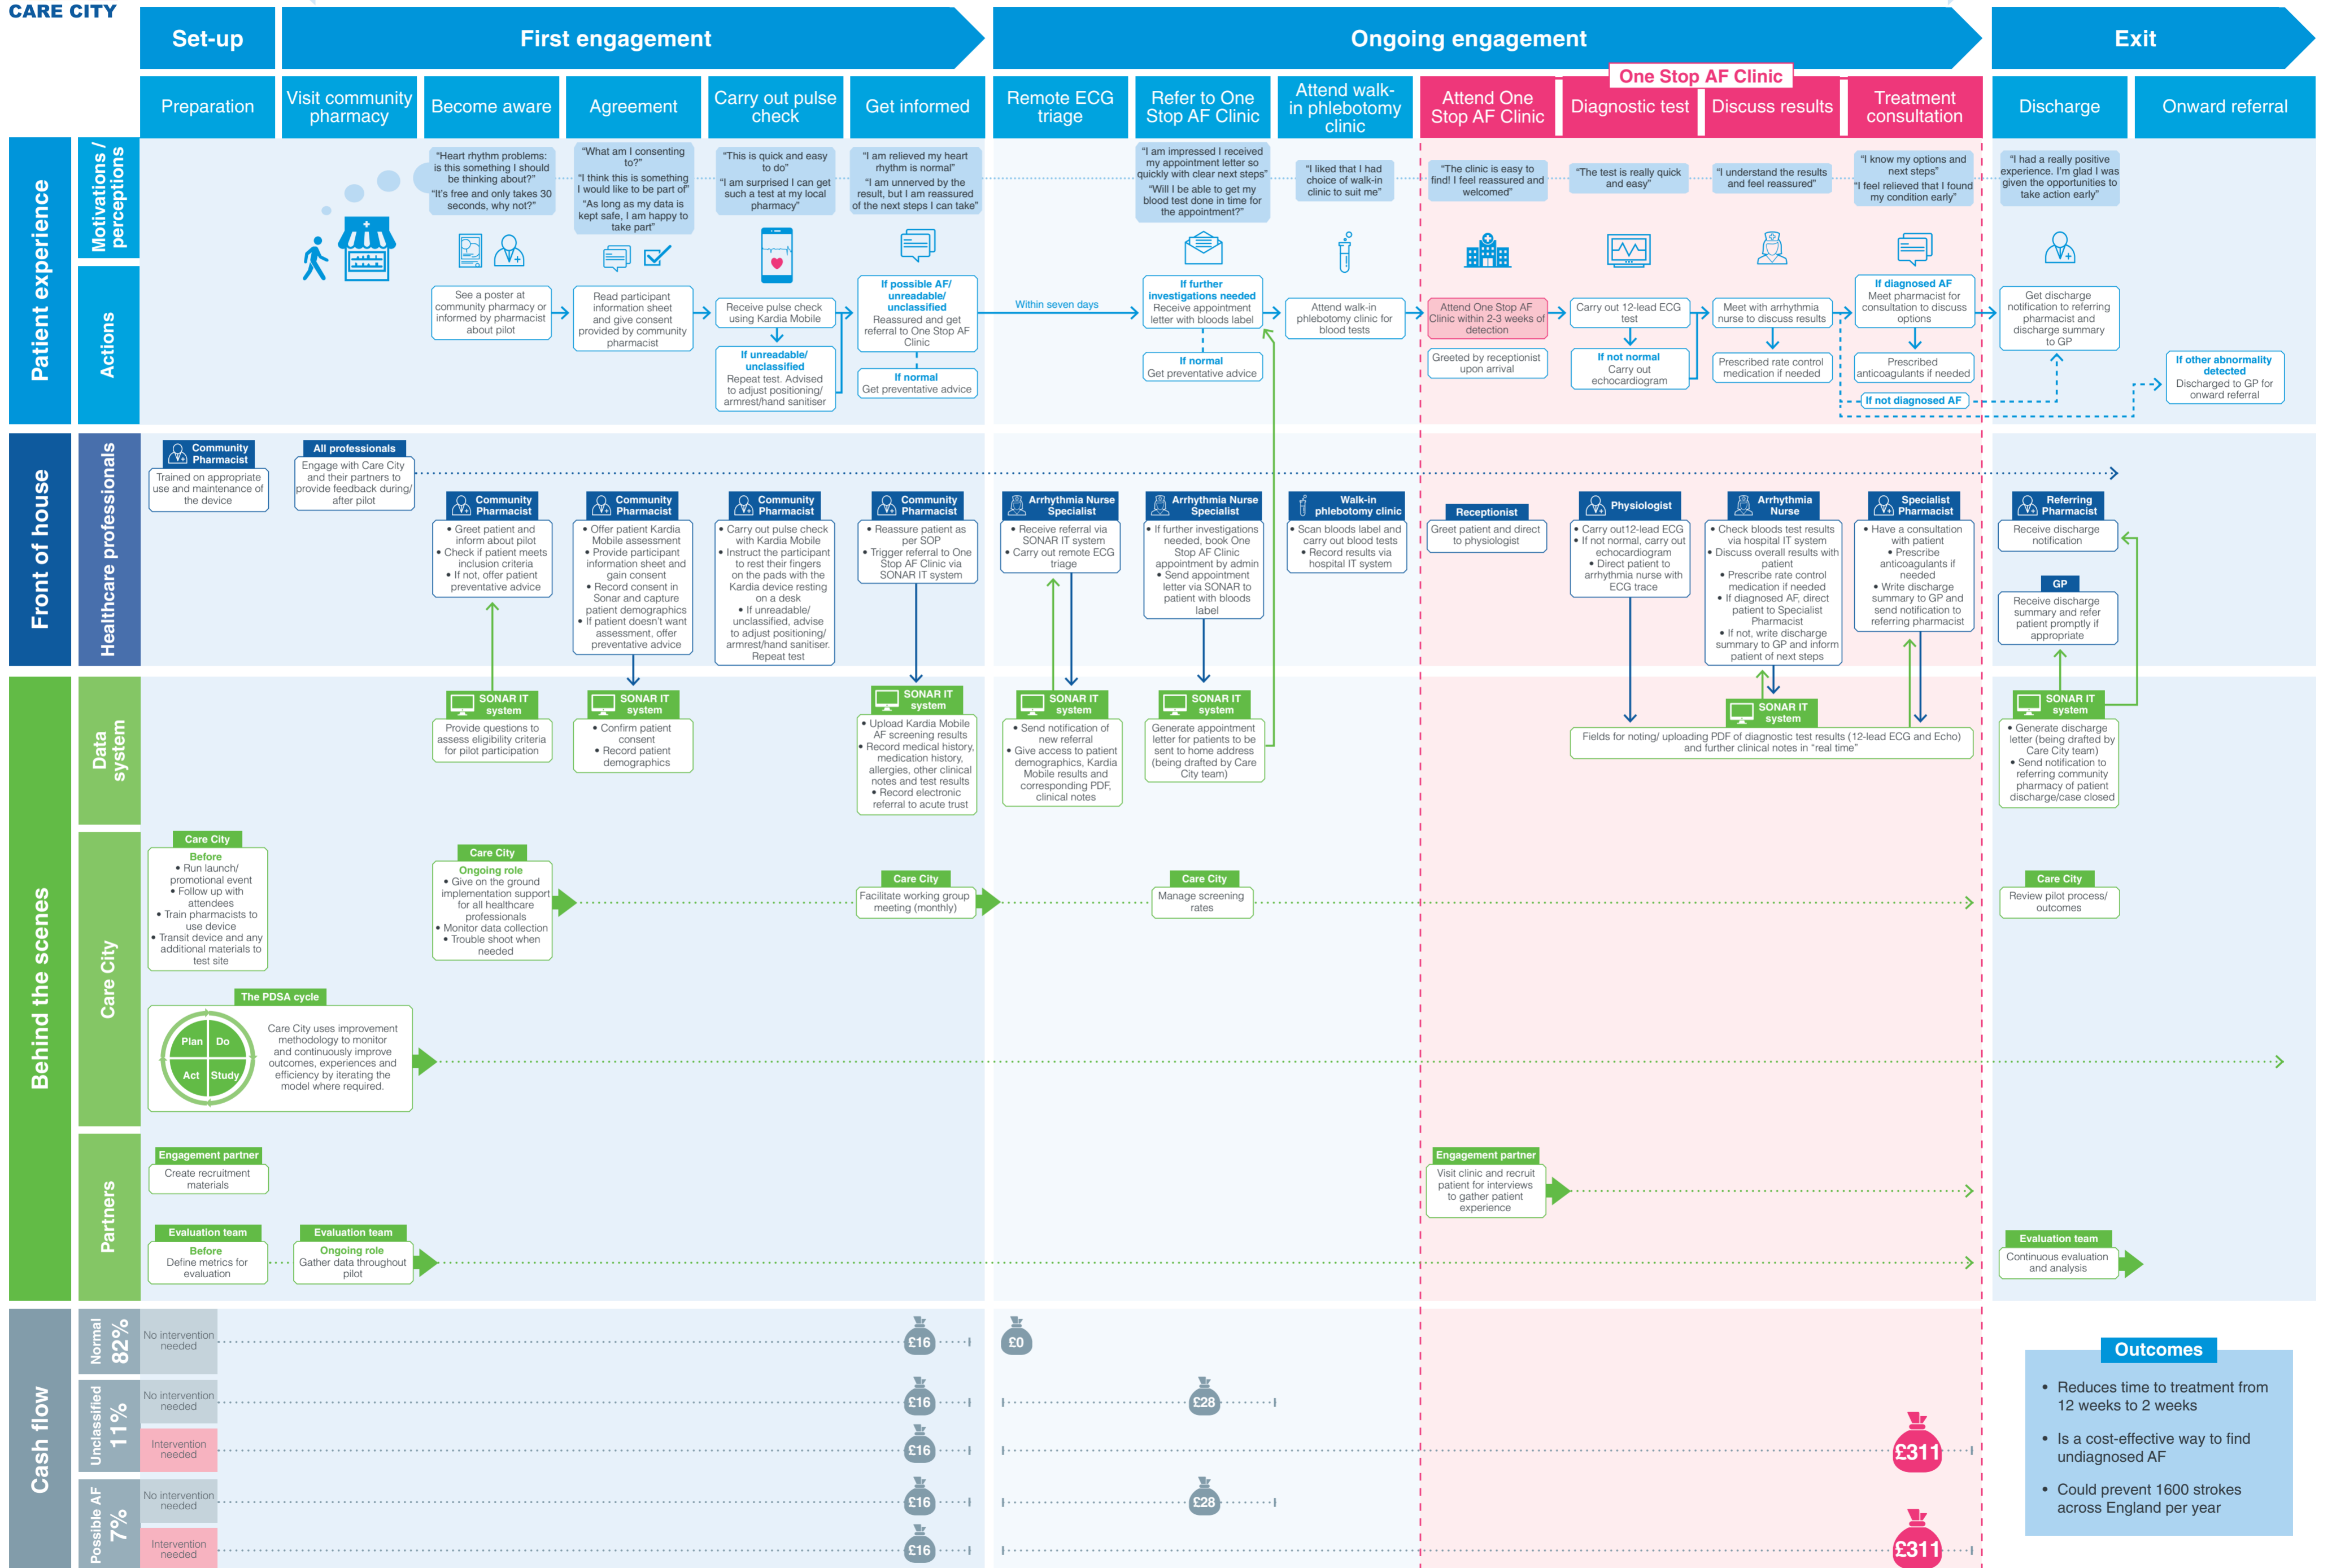 CARE CITY
Set-up
First engagement
Ongoing engagement
Exit
One Stop AF Clinic
Preparation
Visit community
pharmacy
Become aware
Agreement
Carry out pulse
check
Get informed
Remote ECG
triage
Refer to One
Stop AF Clinic
Attend walk-
in phlebotomy
clinic
Attend One
Stop AF Clinic
Diagnostic test
Discuss results
Treatment
consultation
Discharge
Onward referral
Patient experience
Motivations /
perceptions
“Heart rhythm problems:
is this something I should
be thinking about?”
“It’s free and only takes 30
seconds, why not?”
“What am I consenting
to?”
“I think this is something
I would like to be part of”
“As long as my data is
kept safe, I am happy to
take part”
“This is quick and easy
to do”
“I am surprised I can get
such a test at my local
pharmacy”
“I am relieved my heart
rhythm is normal”
“I am unnerved by the
result, but I am reassured
of the next steps I can take”
“I am impressed I received
my appointment letter so
quickly with clear next steps”
“Will I be able to get my
blood test done in time for
the appointment?”
“I liked that I had
choice of walk-in
clinic to suit me”
“The clinic is easy to
find! I feel reassured and
welcomed”
“The test is really quick
and easy”
“I understand the results
and feel reassured”
“I know my options and
next steps”
“I feel relieved that I found
my condition early”
“I had a really positive
experience. I’m glad I was
given the opportunities to
take action early”
Actions
See a poster at
community pharmacy or
informed by pharmacist
about pilot
Read participant
information sheet
and give consent
provided by community
pharmacist
Receive pulse check
using Kardia Mobile
If unreadable/
unclassified
Repeat test. Advised
to adjust positioning/
armrest/hand sanitiser
If possible AF/
unreadable/
unclassified
Reassured and get
referral to One Stop AF
Clinic
If normal
Get preventative advice
Within seven days
If further
investigations needed
Receive appointment
letter with bloods label
If normal
Get preventative advice
Attend walk-in
phlebotomy clinic for
blood tests
Attend One Stop AF
Clinic within 2-3 weeks of
detection
Greeted by receptionist
upon arrival
Carry out 12-lead ECG
test
If not normal
Carry out
echocardiogram
Meet with arrhythmia
nurse to discuss results
Prescribed rate control
medication if needed
If diagnosed AF
Meet pharmacist for
consultation to discuss
options
Prescribed
anticoagulants if needed
If not diagnosed AF
Get discharge
notification to referring
pharmacist and
discharge summary
to GP
If other abnormality
detected
Discharged to GP for
onward referral
Front of house
Healthcare professionals
Community
Pharmacist
Trained on appropriate
use and maintenance of
the device
All professionals
Engage with Care City
and their partners to
provide feedback during/
after pilot
Community
Pharmacist
• Greet patient and
inform about pilot
• Check if patient meets
inclusion criteria
• If not, offer patient
preventative advice
Community
Pharmacist
• Offer patient Kardia
Mobile assessment
• Provide participant
information sheet and
gain consent
• Record consent in
Sonar and capture
patient demographics
• If patient doesn’t want
assessment, offer
preventative advice
Community
Pharmacist
• Carry out pulse check
with Kardia Mobile
• Instruct the participant
to rest their fingers
on the pads with the
Kardia device resting
on a desk
• If unreadable/
unclassified, advise
to adjust positioning/
armrest/hand sanitiser.
Repeat test
Community
Pharmacist
• Reassure patient as
per SOP
• Trigger referral to One
Stop AF Clinic via
SONAR IT system
Arrhythmia Nurse
Specialist
• Receive referral via
SONAR IT system
• Carry out remote ECG
triage
Arrhythmia Nurse
Specialist
• If further investigations
needed, book One
Stop AF Clinic
appointment by admin
• Send appointment
letter via SONAR to
patient with bloods
label
Walk-in
phlebotomy clinic
• Scan bloods label and
carry out blood tests
• Record results via
hospital IT system
Receptionist
Greet patient and direct
to physiologist
Physiologist
• Carry out12-lead ECG
• If not normal, carry out
echocardiogram
• Direct patient to
arrhythmia nurse with
ECG trace
Arrhythmia
Nurse
• Check bloods test results
via hospital IT system
• Discuss overall results with
patient
• Prescribe rate control
medication if needed
• If diagnosed AF, direct
patient to Specialist
Pharmacist
• If not, write discharge
summary to GP and inform
patient of next steps
Specialist
Pharmacist
• Have a consultation
with patient
• Prescribe
anticoagulants if
needed
• Write discharge
summary to GP and
send notification to
referring pharmacist
Referring
Pharmacist
Receive discharge
notification
GP
Receive discharge
summary and refer
patient promptly if
appropriate
Behind the scenes
Data
system
SONAR IT
system
Provide questions to
assess eligibility criteria
for pilot participation
SONAR IT
system
• Confirm patient
consent
• Record patient
demographics
SONAR IT
system
• Upload Kardia Mobile
AF screening results
• Record medical history,
medication history,
allergies, other clinical
notes and test results
• Record electronic
referral to acute trust
SONAR IT
system
• Send notification of
new referral
• Give access to patient
demographics, Kardia
Mobile results and
corresponding PDF,
clinical notes
SONAR IT
system
Generate appointment
letter for patients to be
sent to home address
(being drafted by Care
City team)
SONAR IT
system
Fields for noting/ uploading PDF of diagnostic test results (12-lead ECG and Echo)
and further clinical notes in “real time”
SONAR IT
system
• Generate discharge
letter (being drafted by
Care City team)
• Send notification to
referring community
pharmacy of patient
discharge/case closed
Care City
Care City
Before
• Run launch/
promotional event
• Follow up with
attendees
• Train pharmacists to
use device
• Transit device and any
additional materials to
test site
Care City
Ongoing role
• Give on the ground
implementation support
for all healthcare
professionals
• Monitor data collection
• Trouble shoot when
needed
Care City
Facilitate working group
meeting (monthly)
Care City
Manage screening
rates
Care City
Review pilot process/
outcomes
The PDSA cycle
Plan
Do
Act
Study
Care City uses improvement
methodology to monitor
and continuously improve
outcomes, experiences and
efficiency by iterating the
model where required.
Partners
Engagement partner
Create recruitment
materials
Engagement partner
Visit clinic and recruit
patient for interviews
to gather patient
experience
Evaluation team
Before
Define metrics for
evaluation
Evaluation team
Ongoing role
Gather data throughout
pilot
Evaluation team
Continuous evaluation
and analysis
Cash flow
Normal
82%
No intervention
needed
£16
£0
Unclassified
11%
No intervention
needed
£16
£28
Intervention
needed
£16
£311
Possible AF
7%
No intervention
needed
£16
£28
Intervention
needed
£16
£311
Outcomes
• Reduces time to treatment from
12 weeks to 2 weeks
• Is a cost-effective way to find
undiagnosed AF
• Could prevent 1600 strokes
across England per year